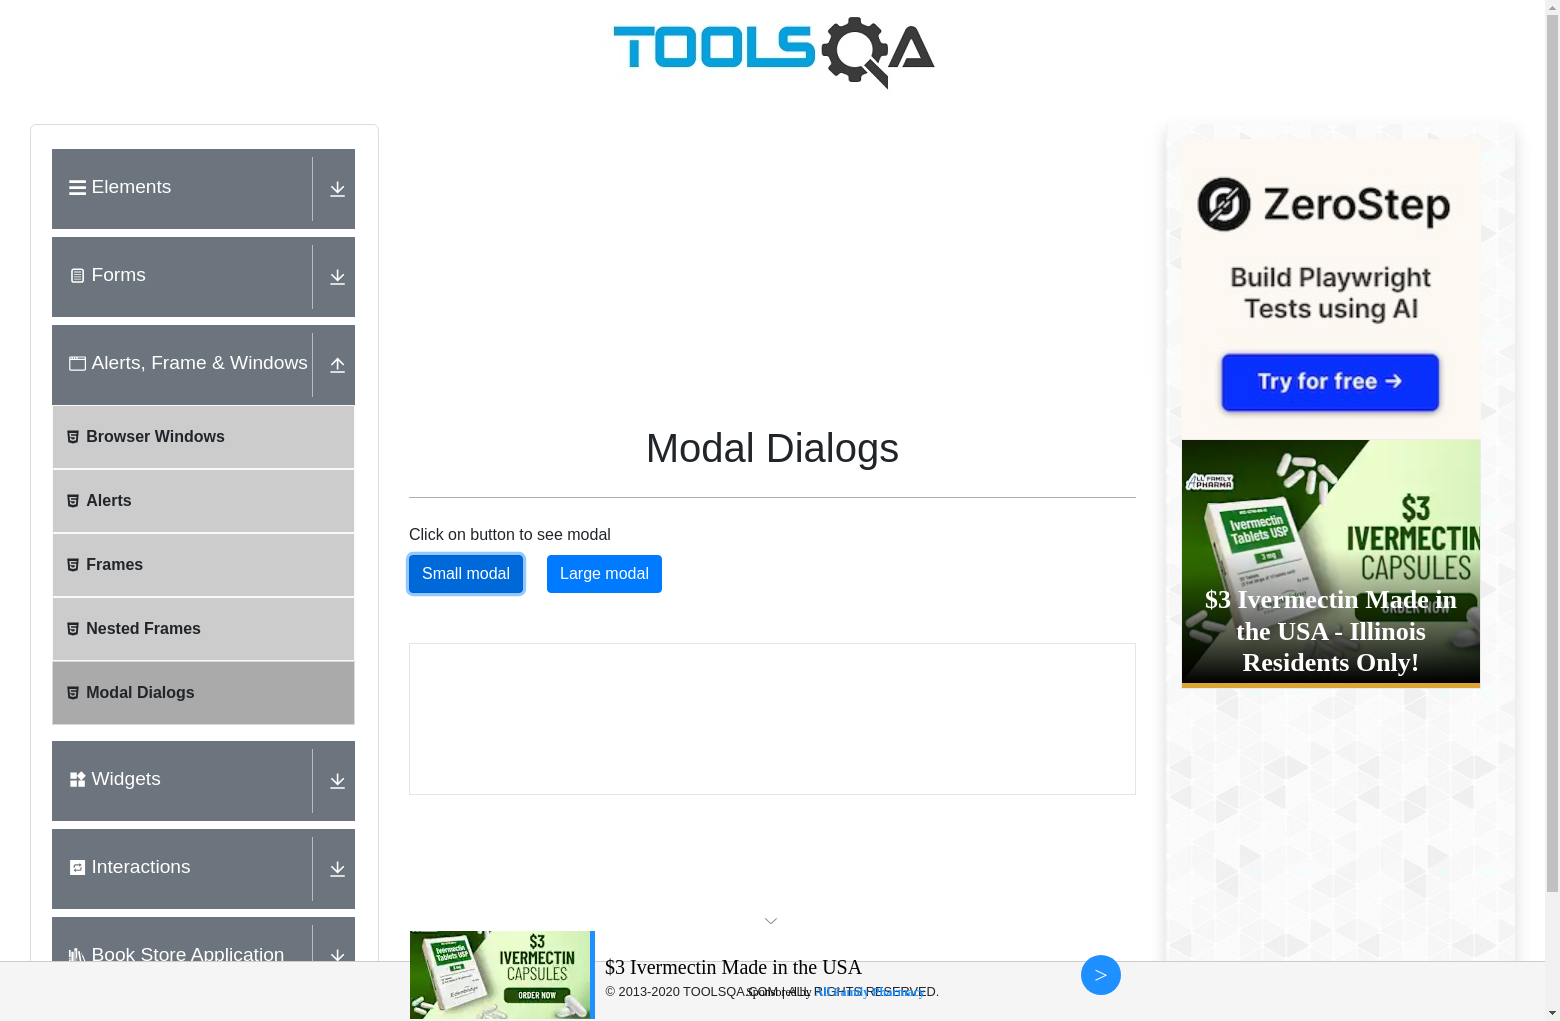 TOOLSQA
Elements
Forms
Alerts, Frame & Windows
Browser Windows
Alerts
Frames
Nested Frames
Modal Dialogs
Widgets
Interactions
Book Store Application
Modal Dialogs
Click on button to see modal
Small modal
Large modal
ZeroStep
Build Playwright
Tests using AI
Try for free →
ALL FAMILY
PHARMA
Ivermectin
Tablets USP
3 mg
Edenbridge
$3
IVERMECTIN
CAPSULES
ORDER NOW
$3 Ivermectin Made in
the USA - Illinois
Residents Only!
Ivermectin
Tablets USP
$3
IVERMECTIN
CAPSULES
ORDER NOW
$3 Ivermectin Made in the USA
© 2013-2020 TOOLSQA.COM | ALL RIGHTS RESERVED.
>